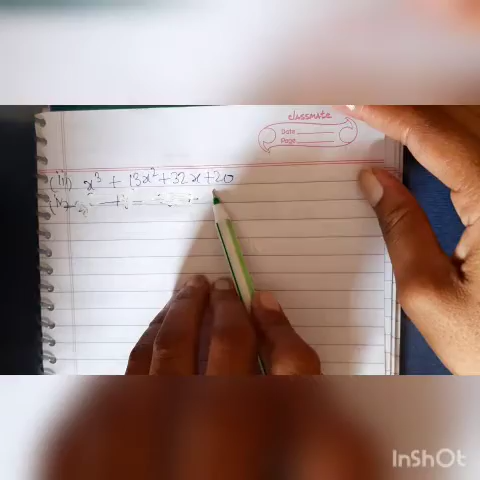 classmate
Date
Page
(iii) x³ + 13x² + 32x + 20
InShOt